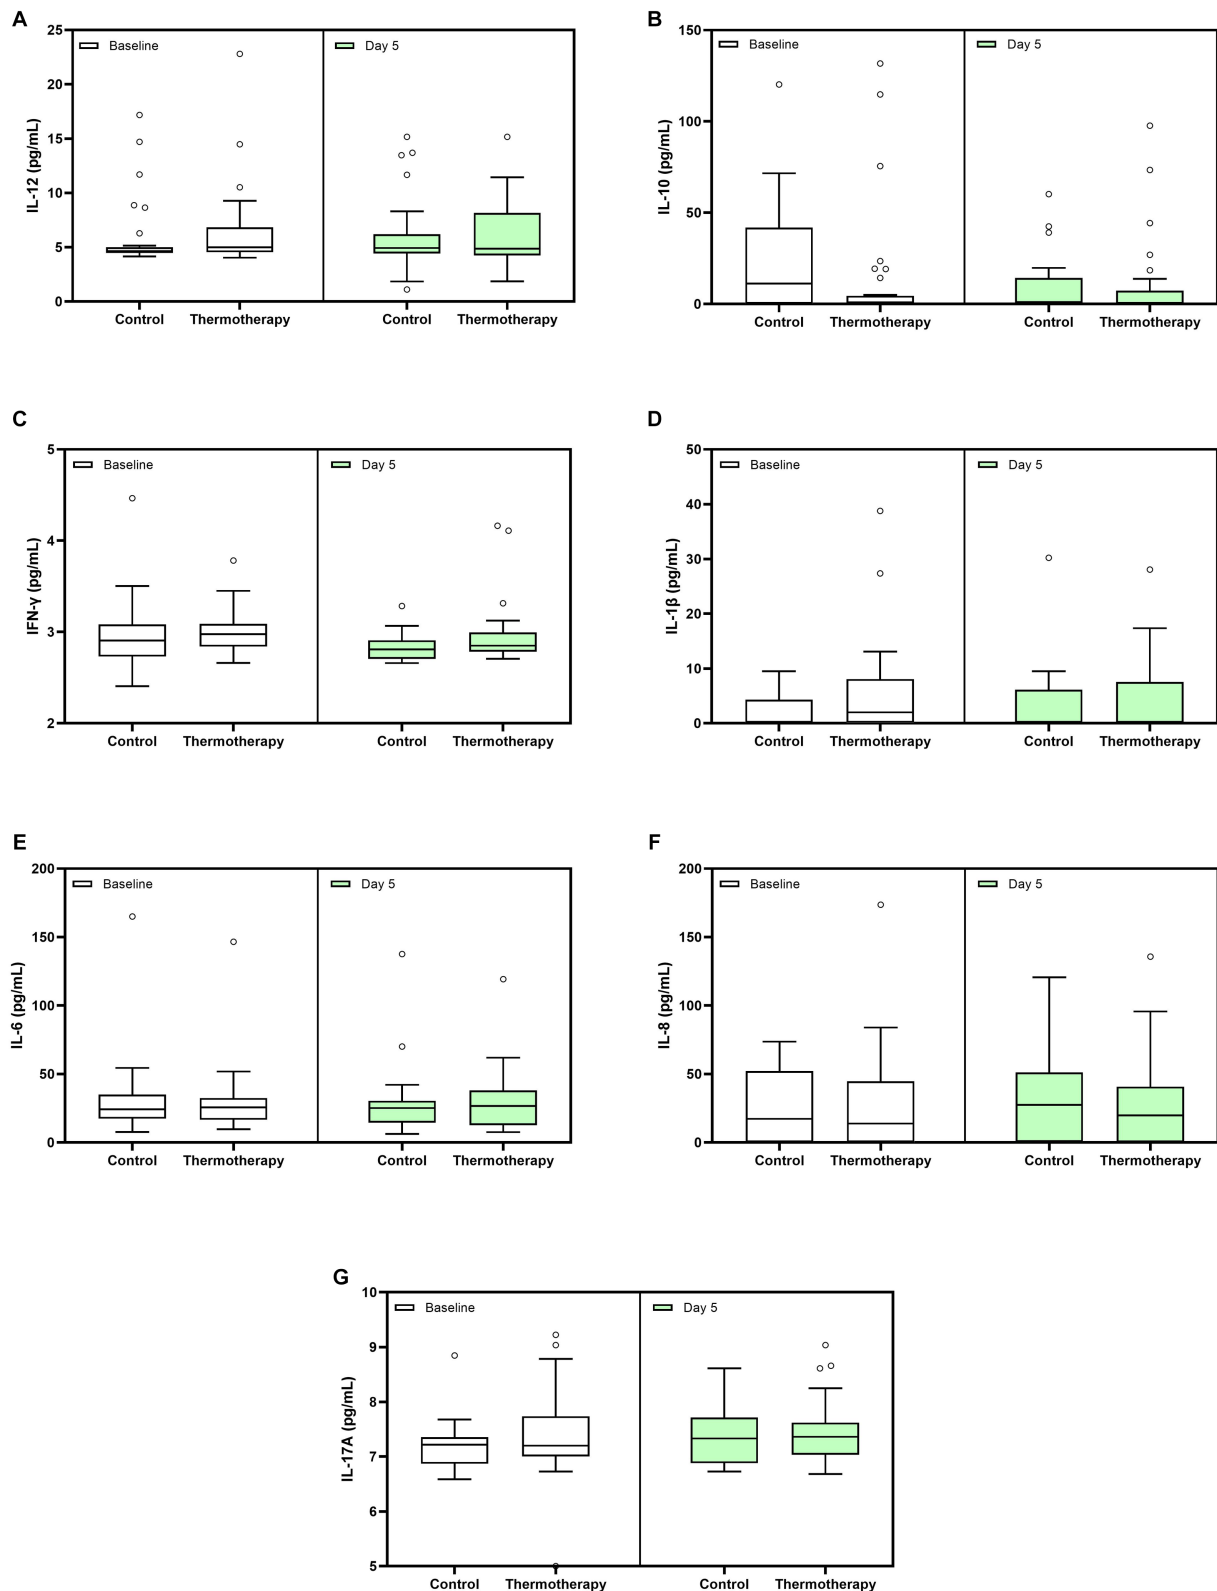 A
IL-12 (pg/mL)
25
20
15
10
5
0
Baseline
Day 5
Control
Thermotherapy
Control
Thermotherapy
B
IL-10 (pg/mL)
150
100
50
0
Baseline
Day 5
Control
Thermotherapy
Control
Thermotherapy
C
IFN-γ (pg/mL)
5
4
3
2
Baseline
Day 5
Control
Thermotherapy
Control
Thermotherapy
D
IL-1β (pg/mL)
50
40
30
20
10
0
Baseline
Day 5
Control
Thermotherapy
Control
Thermotherapy
E
IL-6 (pg/mL)
200
150
100
50
0
Baseline
Day 5
Control
Thermotherapy
Control
Thermotherapy
F
IL-8 (pg/mL)
200
150
100
50
0
Baseline
Day 5
Control
Thermotherapy
Control
Thermotherapy
G
IL-17A (pg/mL)
10
9
8
7
6
5
Baseline
Day 5
Control
Thermotherapy
Control
Thermotherapy